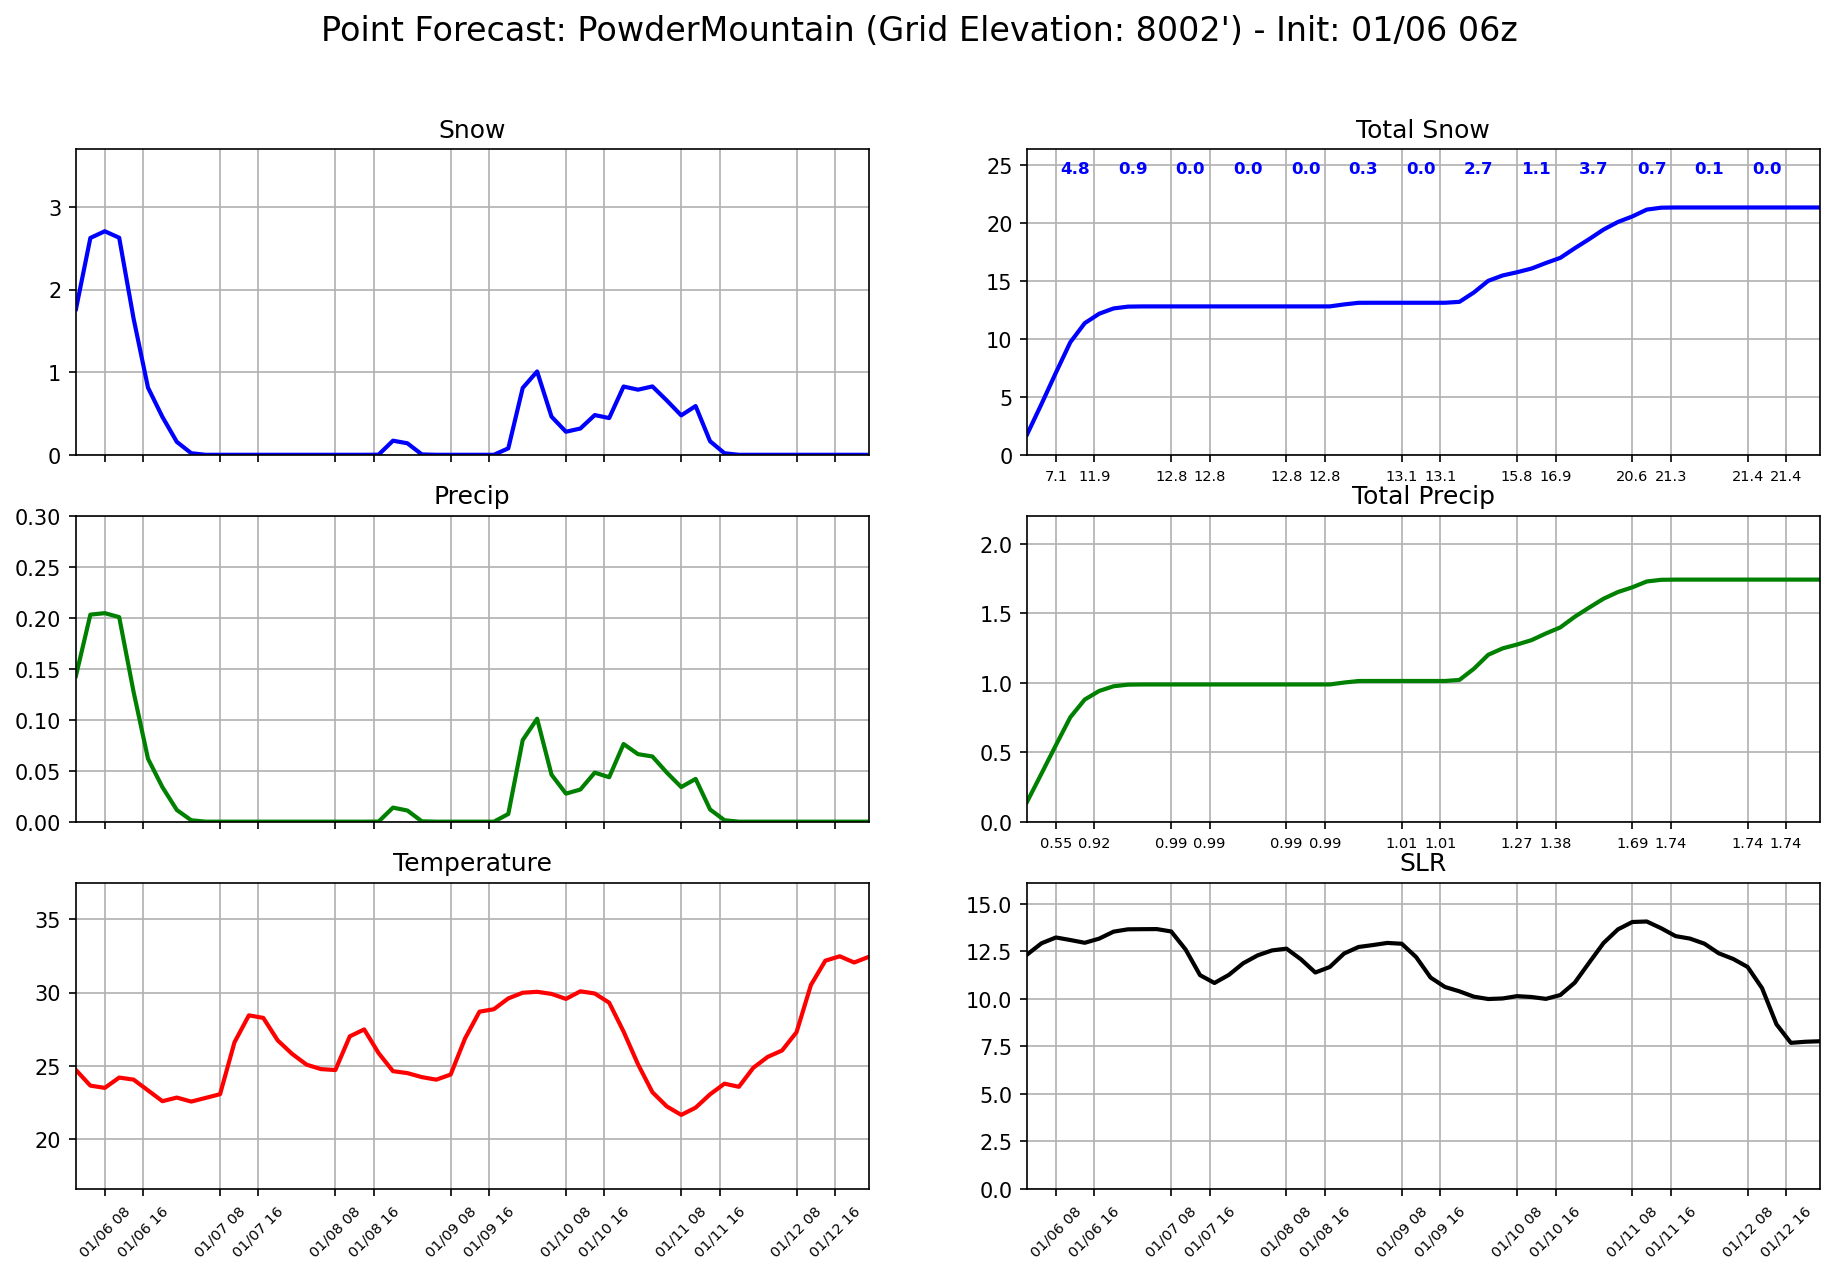 Point Forecast: PowderMountain (Grid Elevation: 8002') - Init: 01/06 06z
Snow
3
2
1
0
Total Snow
4.8 0.9 0.0 0.0 0.0 0.3 0.0 2.7 1.1 3.7 0.7 0.1 0.0
25
20
15
10
5
0
7.1 11.9 12.8 12.8 12.8 12.8 13.1 13.1 15.8 16.9 20.6 21.3 21.4 21.4
Precip
0.30
0.25
0.20
0.15
0.10
0.05
0.00
Total Precip
2.0
1.5
1.0
0.5
0.0
0.55 0.92 0.99 0.99 0.99 0.99 1.01 1.01 1.27 1.38 1.69 1.74 1.74 1.74
Temperature
35
30
25
20
01/06 08 01/06 16 01/07 08 01/07 16 01/08 08 01/08 16 01/09 08 01/09 16 01/10 08 01/10 16 01/11 08 01/11 16 01/12 08 01/12 16
SLR
15.0
12.5
10.0
7.5
5.0
2.5
0.0
01/06 08 01/06 16 01/07 08 01/07 16 01/08 08 01/08 16 01/09 08 01/09 16 01/10 08 01/10 16 01/11 08 01/11 16 01/12 08 01/12 16